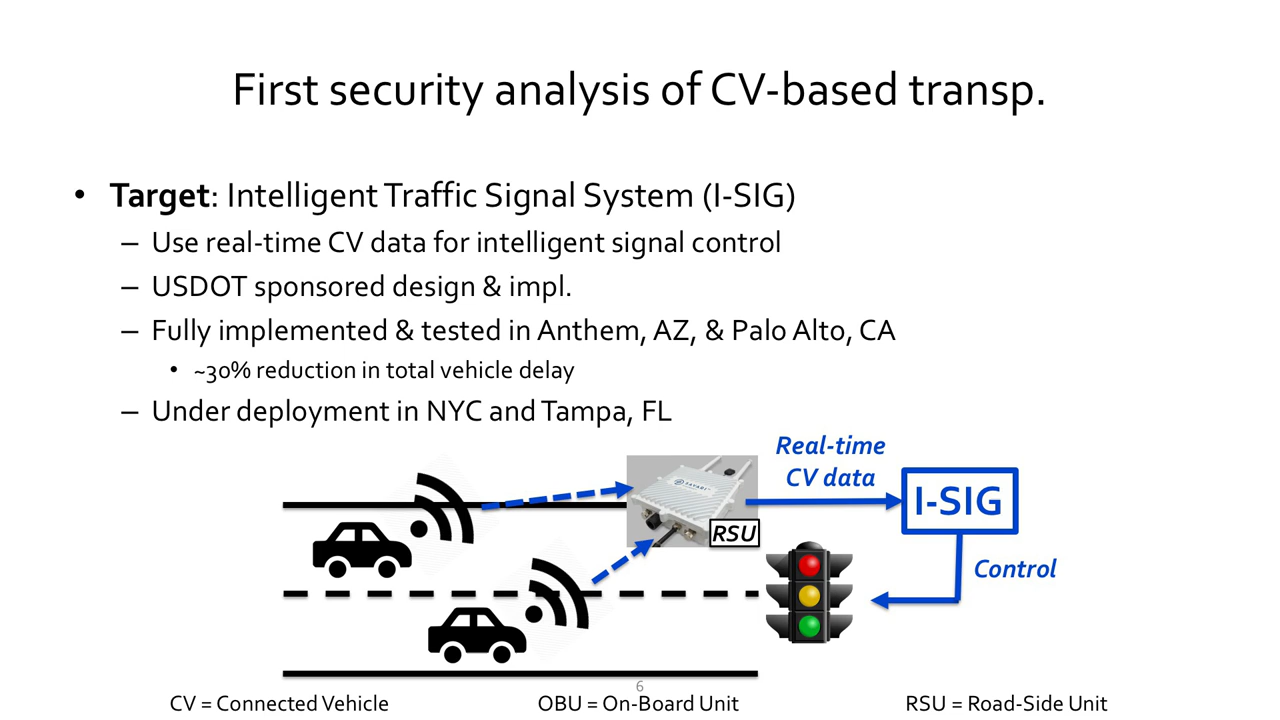 First security analysis of CV-based transp.
• Target: Intelligent Traffic Signal System (I-SIG)
– Use real-time CV data for intelligent signal control
– USDOT sponsored design & impl.
– Fully implemented & tested in Anthem, AZ, & Palo Alto, CA
• ~30% reduction in total vehicle delay
– Under deployment in NYC and Tampa, FL
Real-time
CV data
SAVARI
I-SIG
RSU
Control
6
CV = Connected Vehicle
OBU = On-Board Unit
RSU = Road-Side Unit